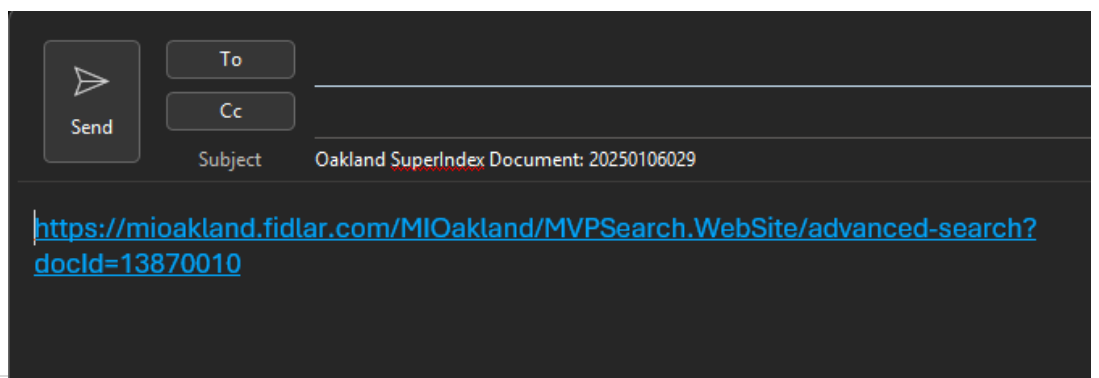 To
Cc
Send
Subject Oakland SuperIndex Document: 20250106029
https://mioakland.fidlar.com/MIOakland/MVPSearch.WebSite/advanced-search?
docId=13870010